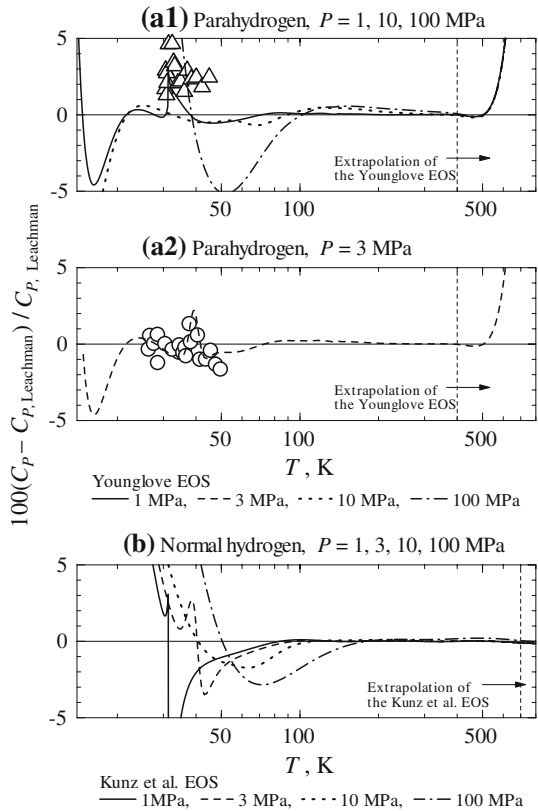 (a1) Parahydrogen, P = 1, 10, 100 MPa
5
0
-5
50
100
500
Extrapolation of
the Younglove EOS
(a2) Parahydrogen, P = 3 MPa
5
0
-5
50
100
500
Extrapolation of
the Younglove EOS
T , K
100(C_P − C_P, Leachman) / C_P, Leachman
Younglove EOS
1 MPa, 3 MPa, 10 MPa, 100 MPa
(b) Normal hydrogen, P = 1, 3, 10, 100 MPa
5
0
-5
50
100
500
Extrapolation of
the Kunz et al. EOS
T , K
Kunz et al. EOS
1MPa, 3 MPa, 10 MPa, 100 MPa